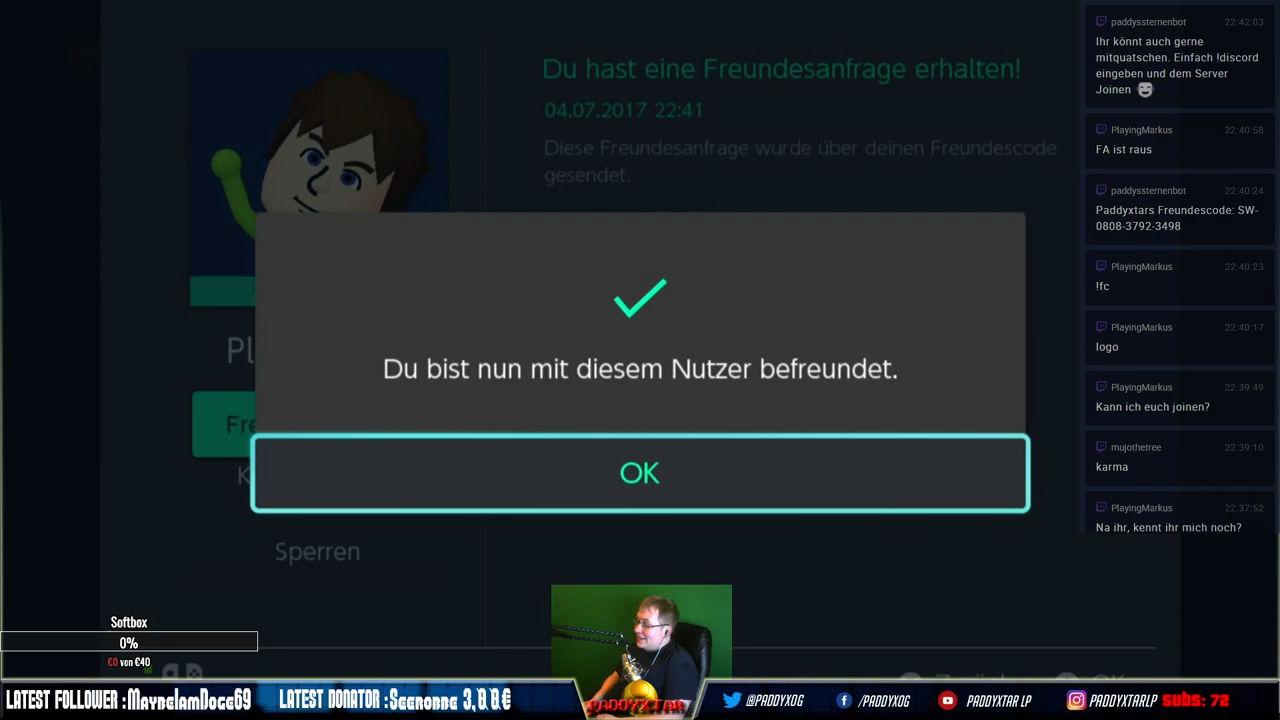 Du hast eine Freundesanfrage erhalten!
04.07.2017 22:41
Diese Freundesanfrage wurde über deinen Freundescode
gesendet.
Du bist nun mit diesem Nutzer befreundet.
OK
Sperren
paddyssternenbot 22:42:03
Ihr könnt auch gerne
mitquatschen. Einfach !discord
eingeben und dem Server
Joinen
PlayingMarkus 22:40:58
FA ist raus
paddyssternenbot 22:40:24
Paddyxtars Freundescode: SW-
0808-3792-3498
PlayingMarkus 22:40:23
!fc
PlayingMarkus 22:40:17
logo
PlayingMarkus 22:39:49
Kann ich euch joinen?
mujothetree 22:39:10
karma
PlayingMarkus 22:37:52
Na ihr, kennt ihr mich noch?
Softbox
0%
€0 von €40
LATEST FOLLOWER :MayneIamDogg69
LATEST DONATOR :Seenonne 3,00€
PADDYXTAR
@PADDYXOG
/PADDYXOG
PADDYXTAR LP
PADDYXTARLP
SUBS: 72